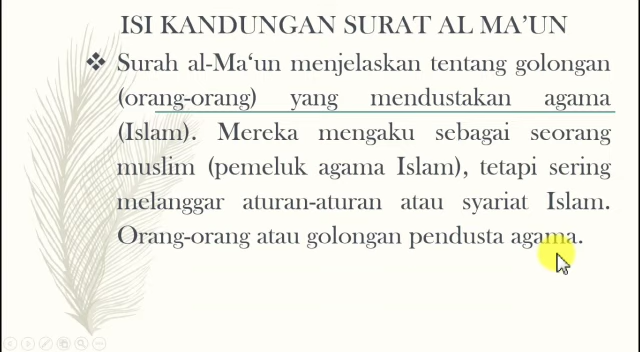 ISI KANDUNGAN SURAT AL MA’UN
❖ Surah al-Ma‘un menjelaskan tentang golongan
(orang-orang) yang mendustakan agama
(Islam). Mereka mengaku sebagai seorang
muslim (pemeluk agama Islam), tetapi sering
melanggar aturan-aturan atau syariat Islam.
Orang-orang atau golongan pendusta agama.